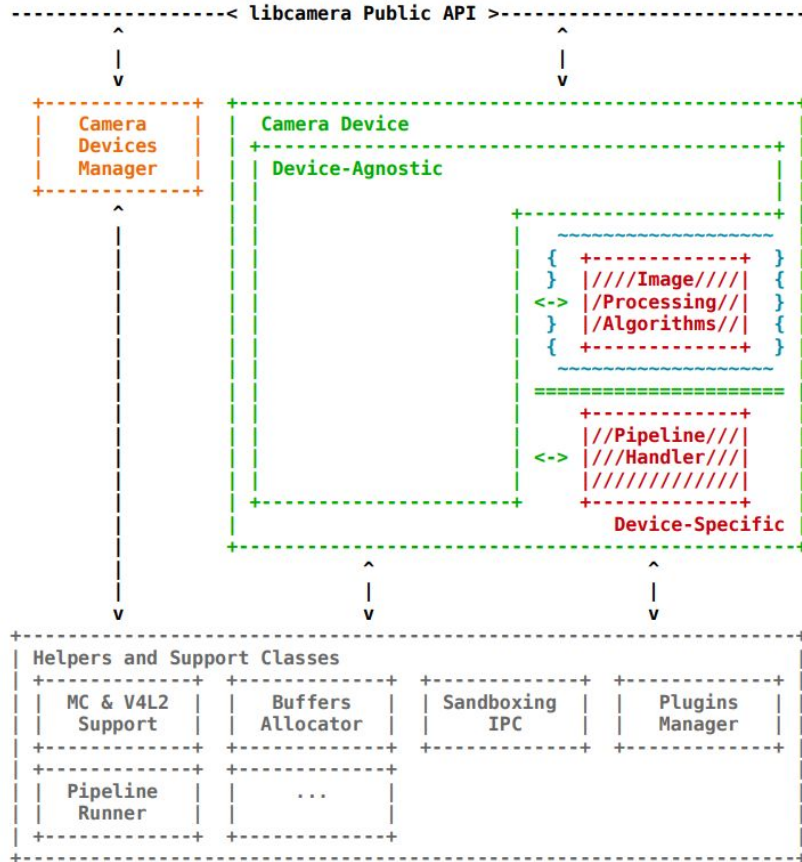 < libcamera Public API >
Camera Devices Manager
Camera Device
Device-Agnostic
Image
Processing
Algorithms
Pipeline
Handler
Device-Specific
Helpers and Support Classes
MC & V4L2 Support
Buffers Allocator
Sandboxing IPC
Plugins Manager
Pipeline Runner
...